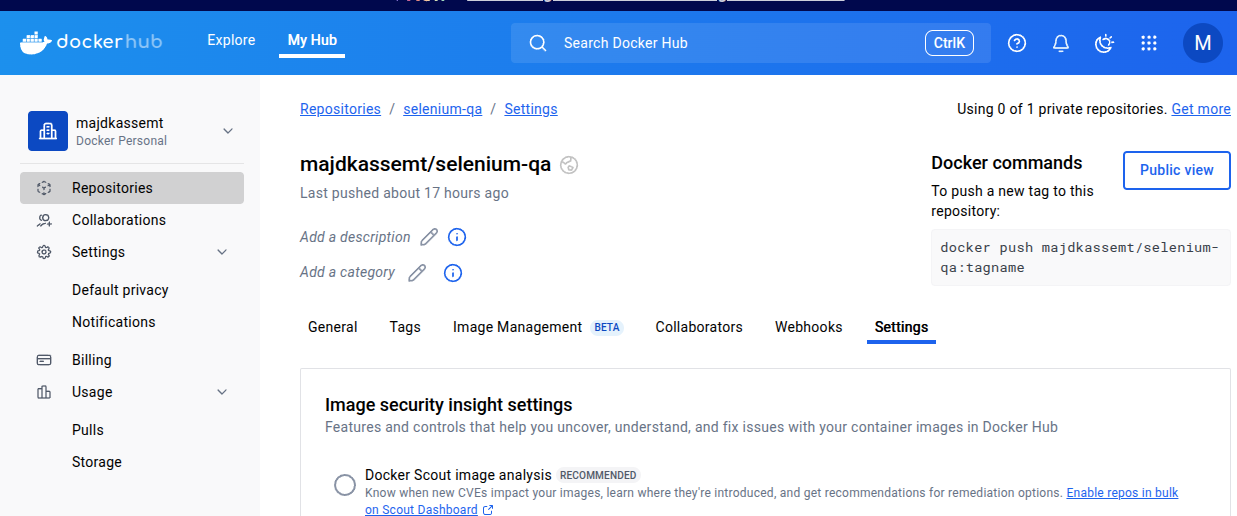 dockerhub
Explore
My Hub
Search Docker Hub
CtrlK
M
majdkassemt
Docker Personal
Repositories
Collaborations
Settings
Default privacy
Notifications
Billing
Usage
Pulls
Storage
Repositories / selenium-qa / Settings
Using 0 of 1 private repositories. Get more
majdkassemt/selenium-qa
Last pushed about 17 hours ago
Add a description
Add a category
Docker commands
Public view
To push a new tag to this
repository:
docker push majdkassemt/selenium-
qa:tagname
General
Tags
Image Management BETA
Collaborators
Webhooks
Settings
Image security insight settings
Features and controls that help you uncover, understand, and fix issues with your container images in Docker Hub
Docker Scout image analysis RECOMMENDED
Know when new CVEs impact your images, learn where they're introduced, and get recommendations for remediation options. Enable repos in bulk
on Scout Dashboard